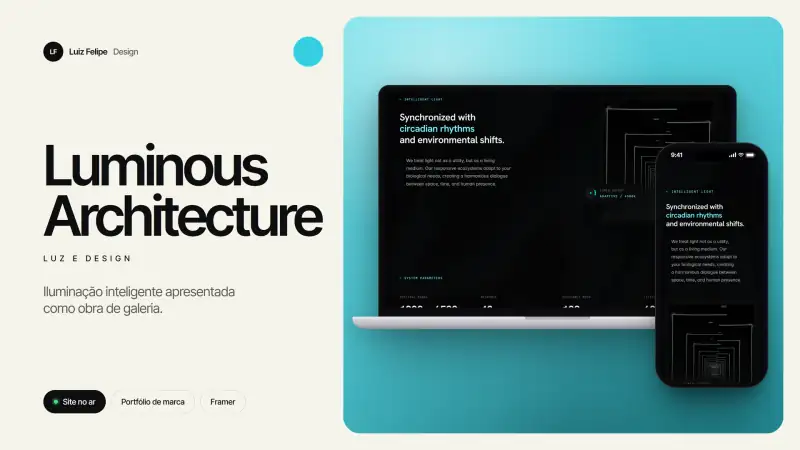 LF Luiz Felipe Design
Luminous
Architecture
LUZ E DESIGN
Iluminação inteligente apresentada
como obra de galeria.
Site no ar
Portfólio de marca
Framer
INTELLIGENT LIGHT
Synchronized with
circadian rhythms
and environmental shifts.
We treat light not as a utility, but as a living
medium. Our responsive ecosystems adapt to your
biological needs, creating a harmonious dialogue
between space, time, and human presence.
SYSTEM PARAMETERS
9:41
INTELLIGENT LIGHT
Synchronized with
circadian rhythms
and environmental shifts.
We treat light not as a utility,
but as a living medium. Our
responsive ecosystems adapt to
your biological needs, creating
a harmonious dialogue between
space, time, and human presence.